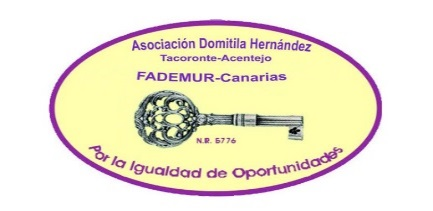 Asociación Domitila Hernández
Tacoronte-Acentejo
FADEMUR-Canarias
N.R. 5776
Por la Igualdad de Oportunidades